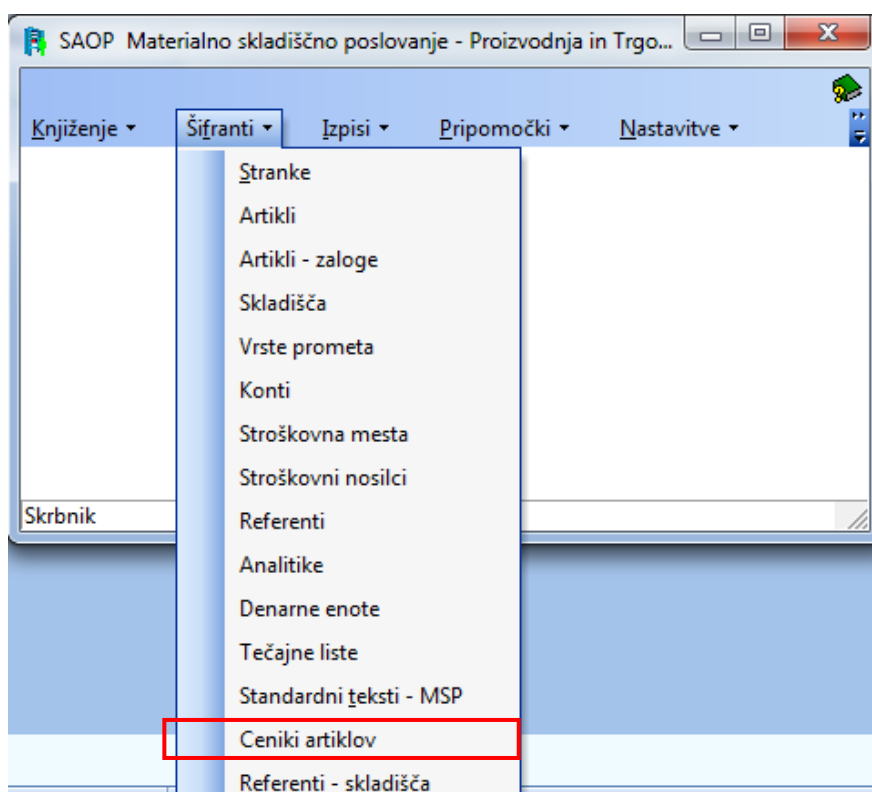 SAOP Materialno skladiščno poslovanje - Proizvodnja in Trgo...
Knjiženje Šifranti Izpisi Pripomočki Nastavitve
Stranke
Artikli
Artikli - zaloge
Skladišča
Vrste prometa
Konti
Stroškovna mesta
Stroškovni nosilci
Skrbnik
Referenti
Analitike
Denarne enote
Tečajne liste
Standardni teksti - MSP
Ceniki artiklov
Referenti - skladišča